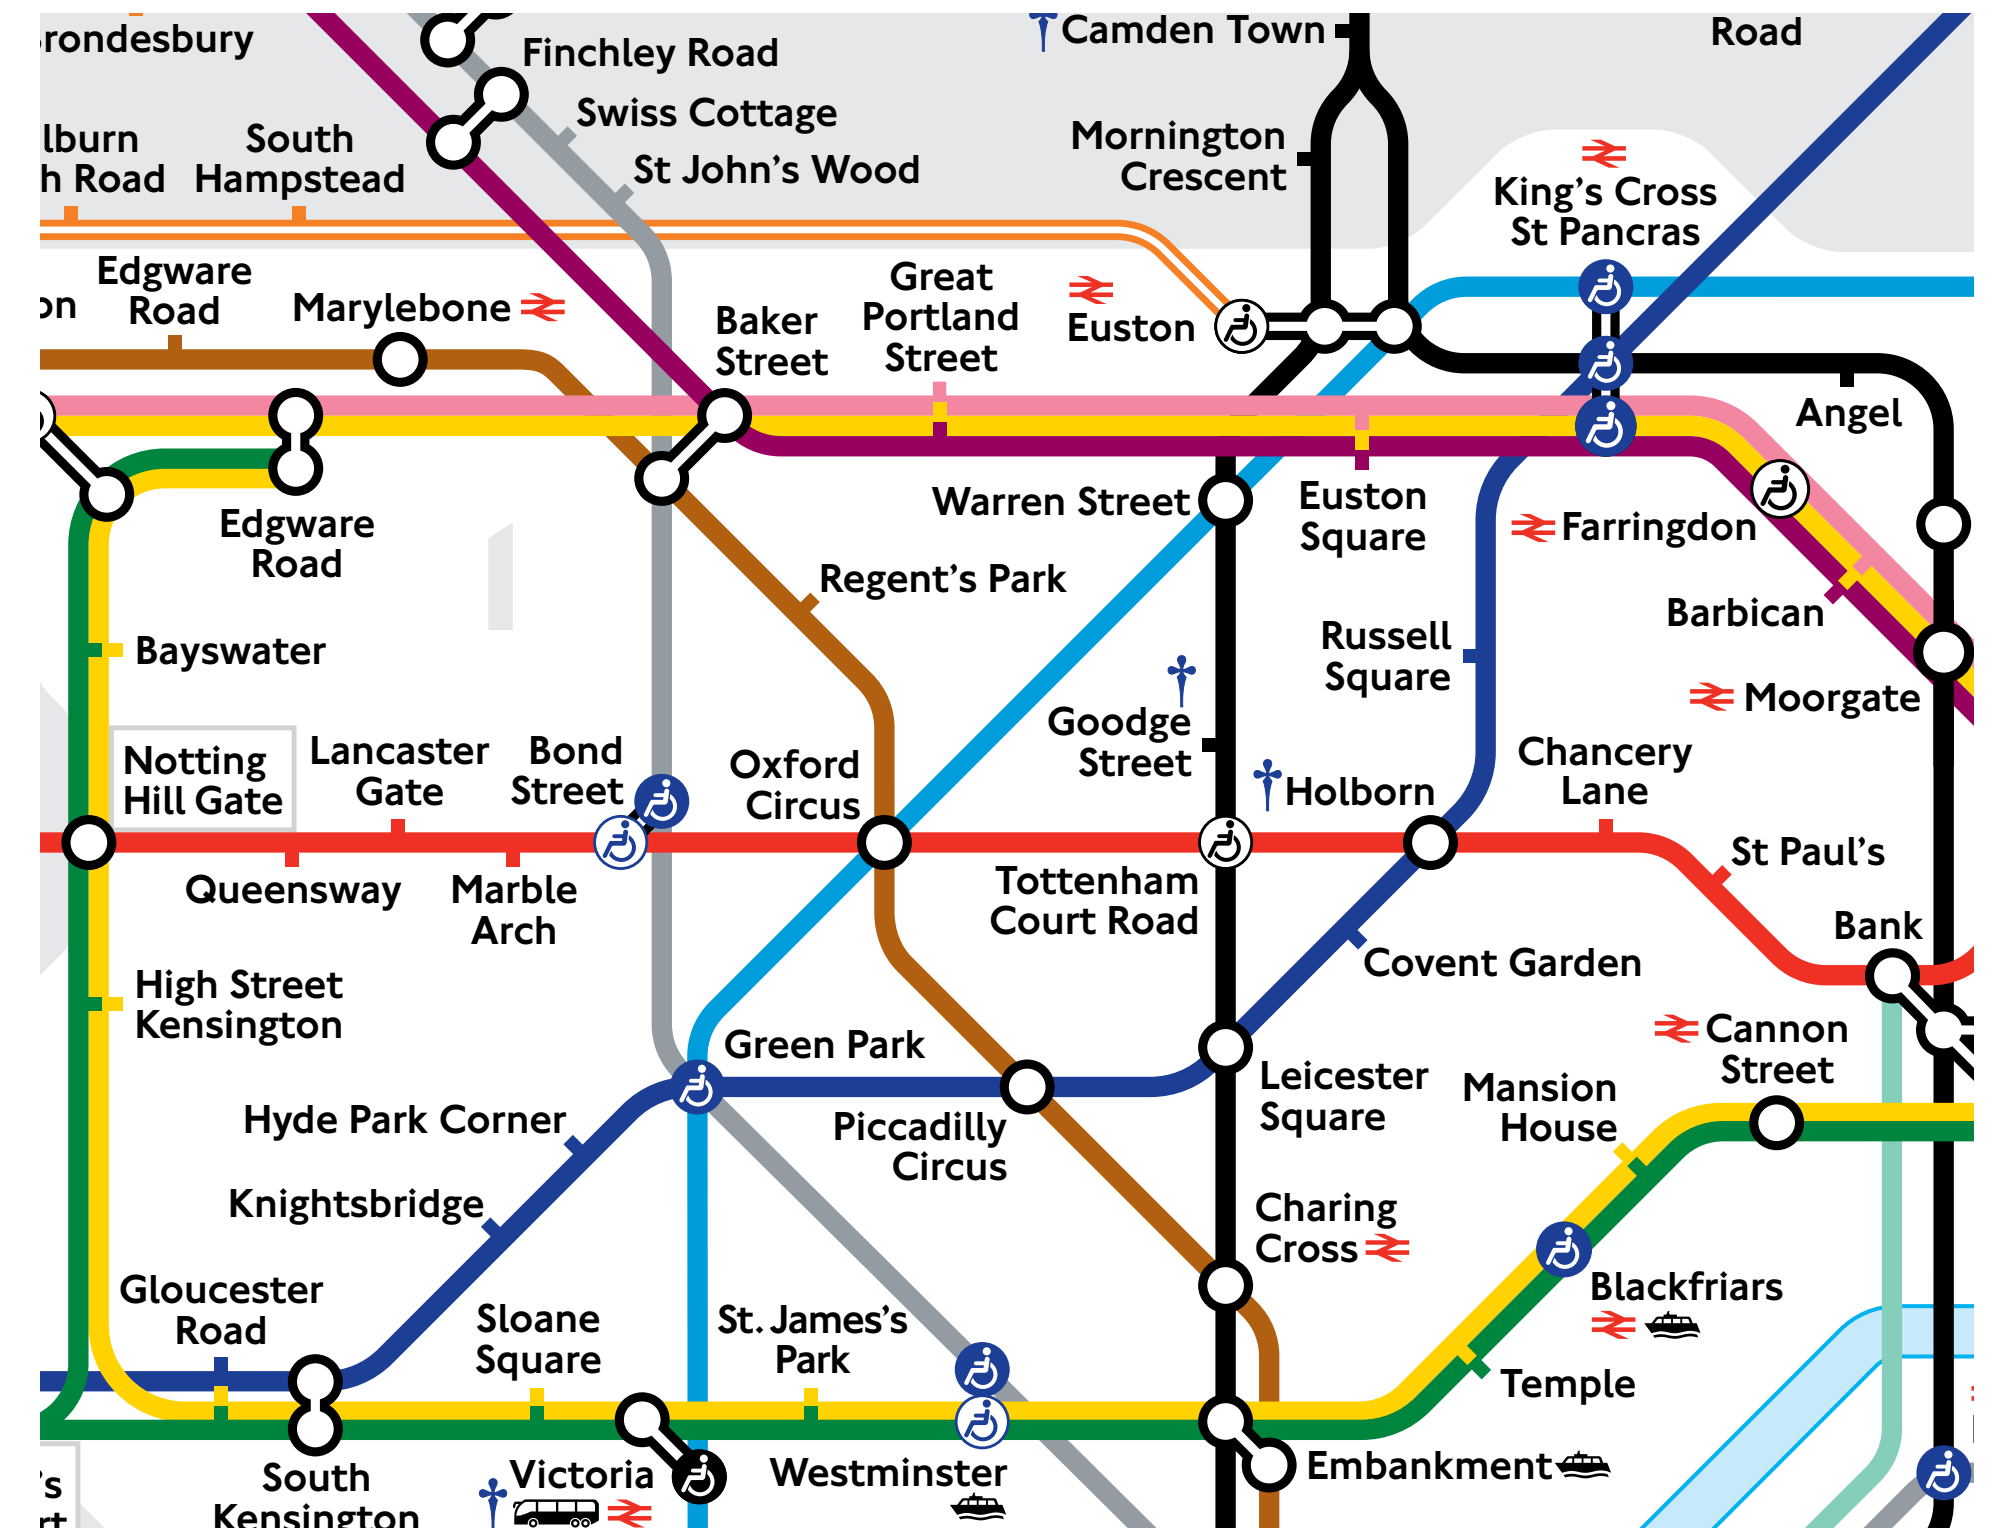 rondesbury
Finchley Road
Camden Town
Road
Swiss Cottage
lburn
h Road
South
Hampstead
St John's Wood
Mornington
Crescent
King's Cross
St Pancras
on
Edgware
Road
Marylebone
Baker
Street
Great
Portland
Street
Euston
Angel
Edgware
Road
Warren Street
Euston
Square
Farringdon
Regent's Park
Barbican
Bayswater
Russell
Square
Moorgate
Goodge
Street
Notting
Hill Gate
Lancaster
Gate
Bond
Street
Oxford
Circus
Holborn
Chancery
Lane
St Paul's
Queensway
Marble
Arch
Tottenham
Court Road
Bank
Covent Garden
High Street
Kensington
Green Park
Cannon
Street
Leicester
Square
Mansion
House
Hyde Park Corner
Piccadilly
Circus
Knightsbridge
Charing
Cross
Gloucester
Road
Sloane
Square
St. James's
Park
Blackfriars
Temple
's
rt
South
Kensington
Victoria
Westminster
Embankment